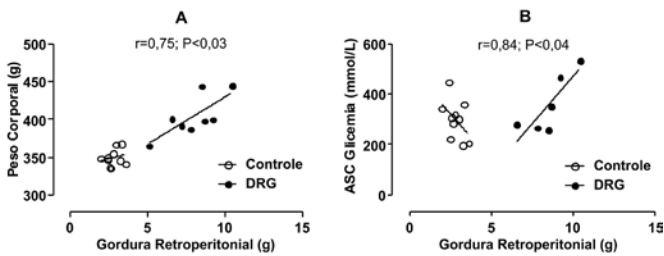 A
r=0,75; P<0,03
500
450
400
350
300
Peso Corporal (g)
Controle
DRG
0 5 10 15
Gordura Retroperitonial (g)
B
r=0,84; P<0,04
600
400
200
0
ASC Glicemia (mmol/L)
Controle
DRG
0 5 10 15
Gordura Retroperitonial (g)